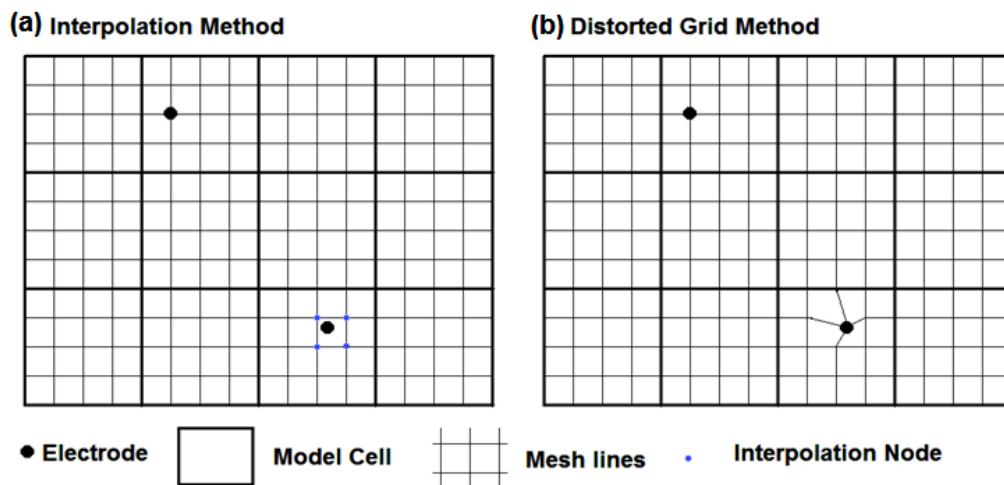 (a) Interpolation Method
(b) Distorted Grid Method
Electrode
Model Cell
Mesh lines
Interpolation Node